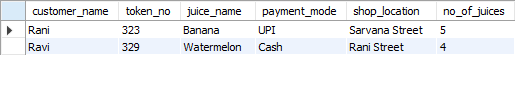 customer_name token_no juice_name payment_mode shop_location no_of_juices
Rani 323 Banana UPI Sarvana Street 5
Ravi 329 Watermelon Cash Rani Street 4